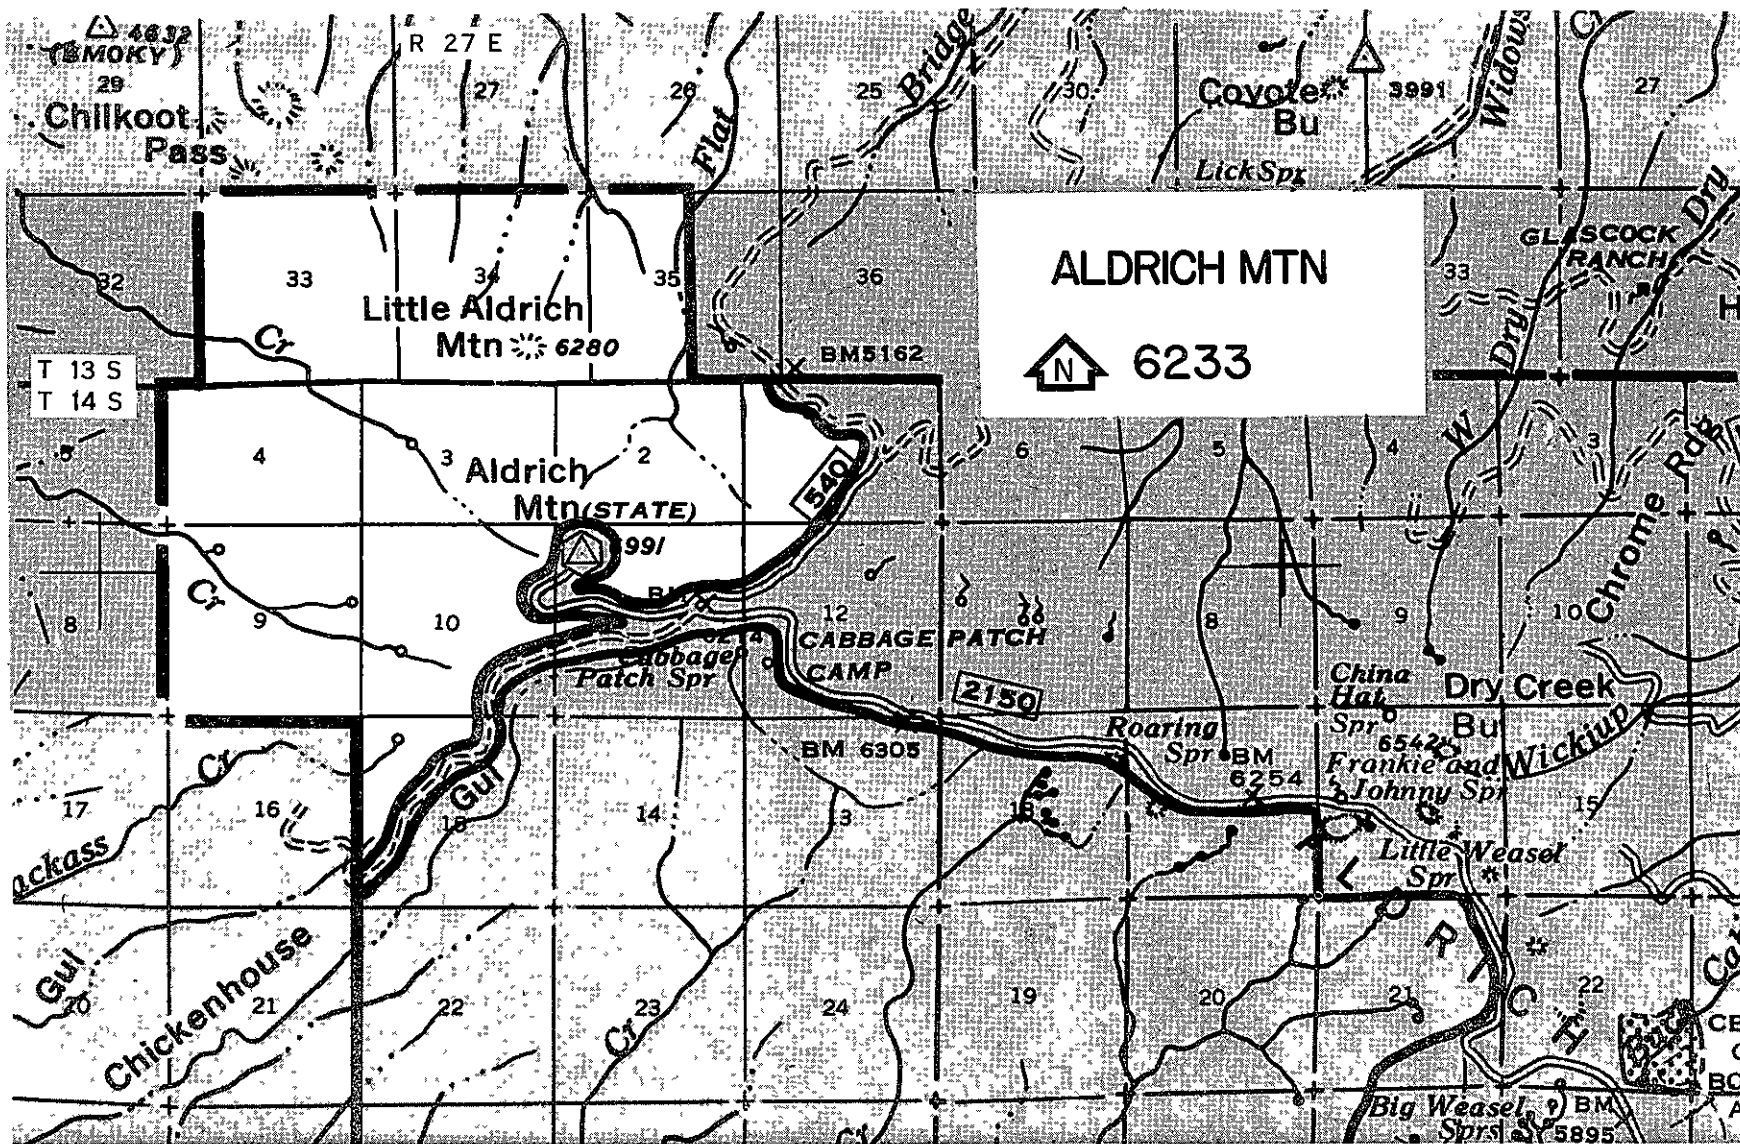 4632
(SMOKY)
R 27 E
29
27
26
25
30
27
Bridge
Widows
Cr
Coyote
Bu
3991
Chilkoot
Pass
Flat
Lick Spr
Dry
GLASCOCK
RANCH
ALDRICH MTN
N 6233
32
33
34
35
36
33
H
Little Aldrich
Mtn 6280
Cr
BM5162
T 13 S
T 14 S
W Dry
5
4
3
2
6
5
4
3
Aldrich
Mtn (STATE)
540
Chrome Rdg
Cr
8
9
10
12
8
9
10
CABBAGE PATCH
CAMP
Cabbage
Patch Spr
2150
China
Hat
Spr
Dry Creek
Bu
6542
Wickiup
Roaring
Spr
BM
6254
Frankie and
Johnny Spr
BM 6305
Cr
Gul
17
16
15
14
13
18
15
ackass
Little Weasel
Spr
L D R I C H
Gul
Chickenhouse
20
21
22
23
24
19
20
21
22
Cr
Big Weasel
Sprs
BM
5895
Cr